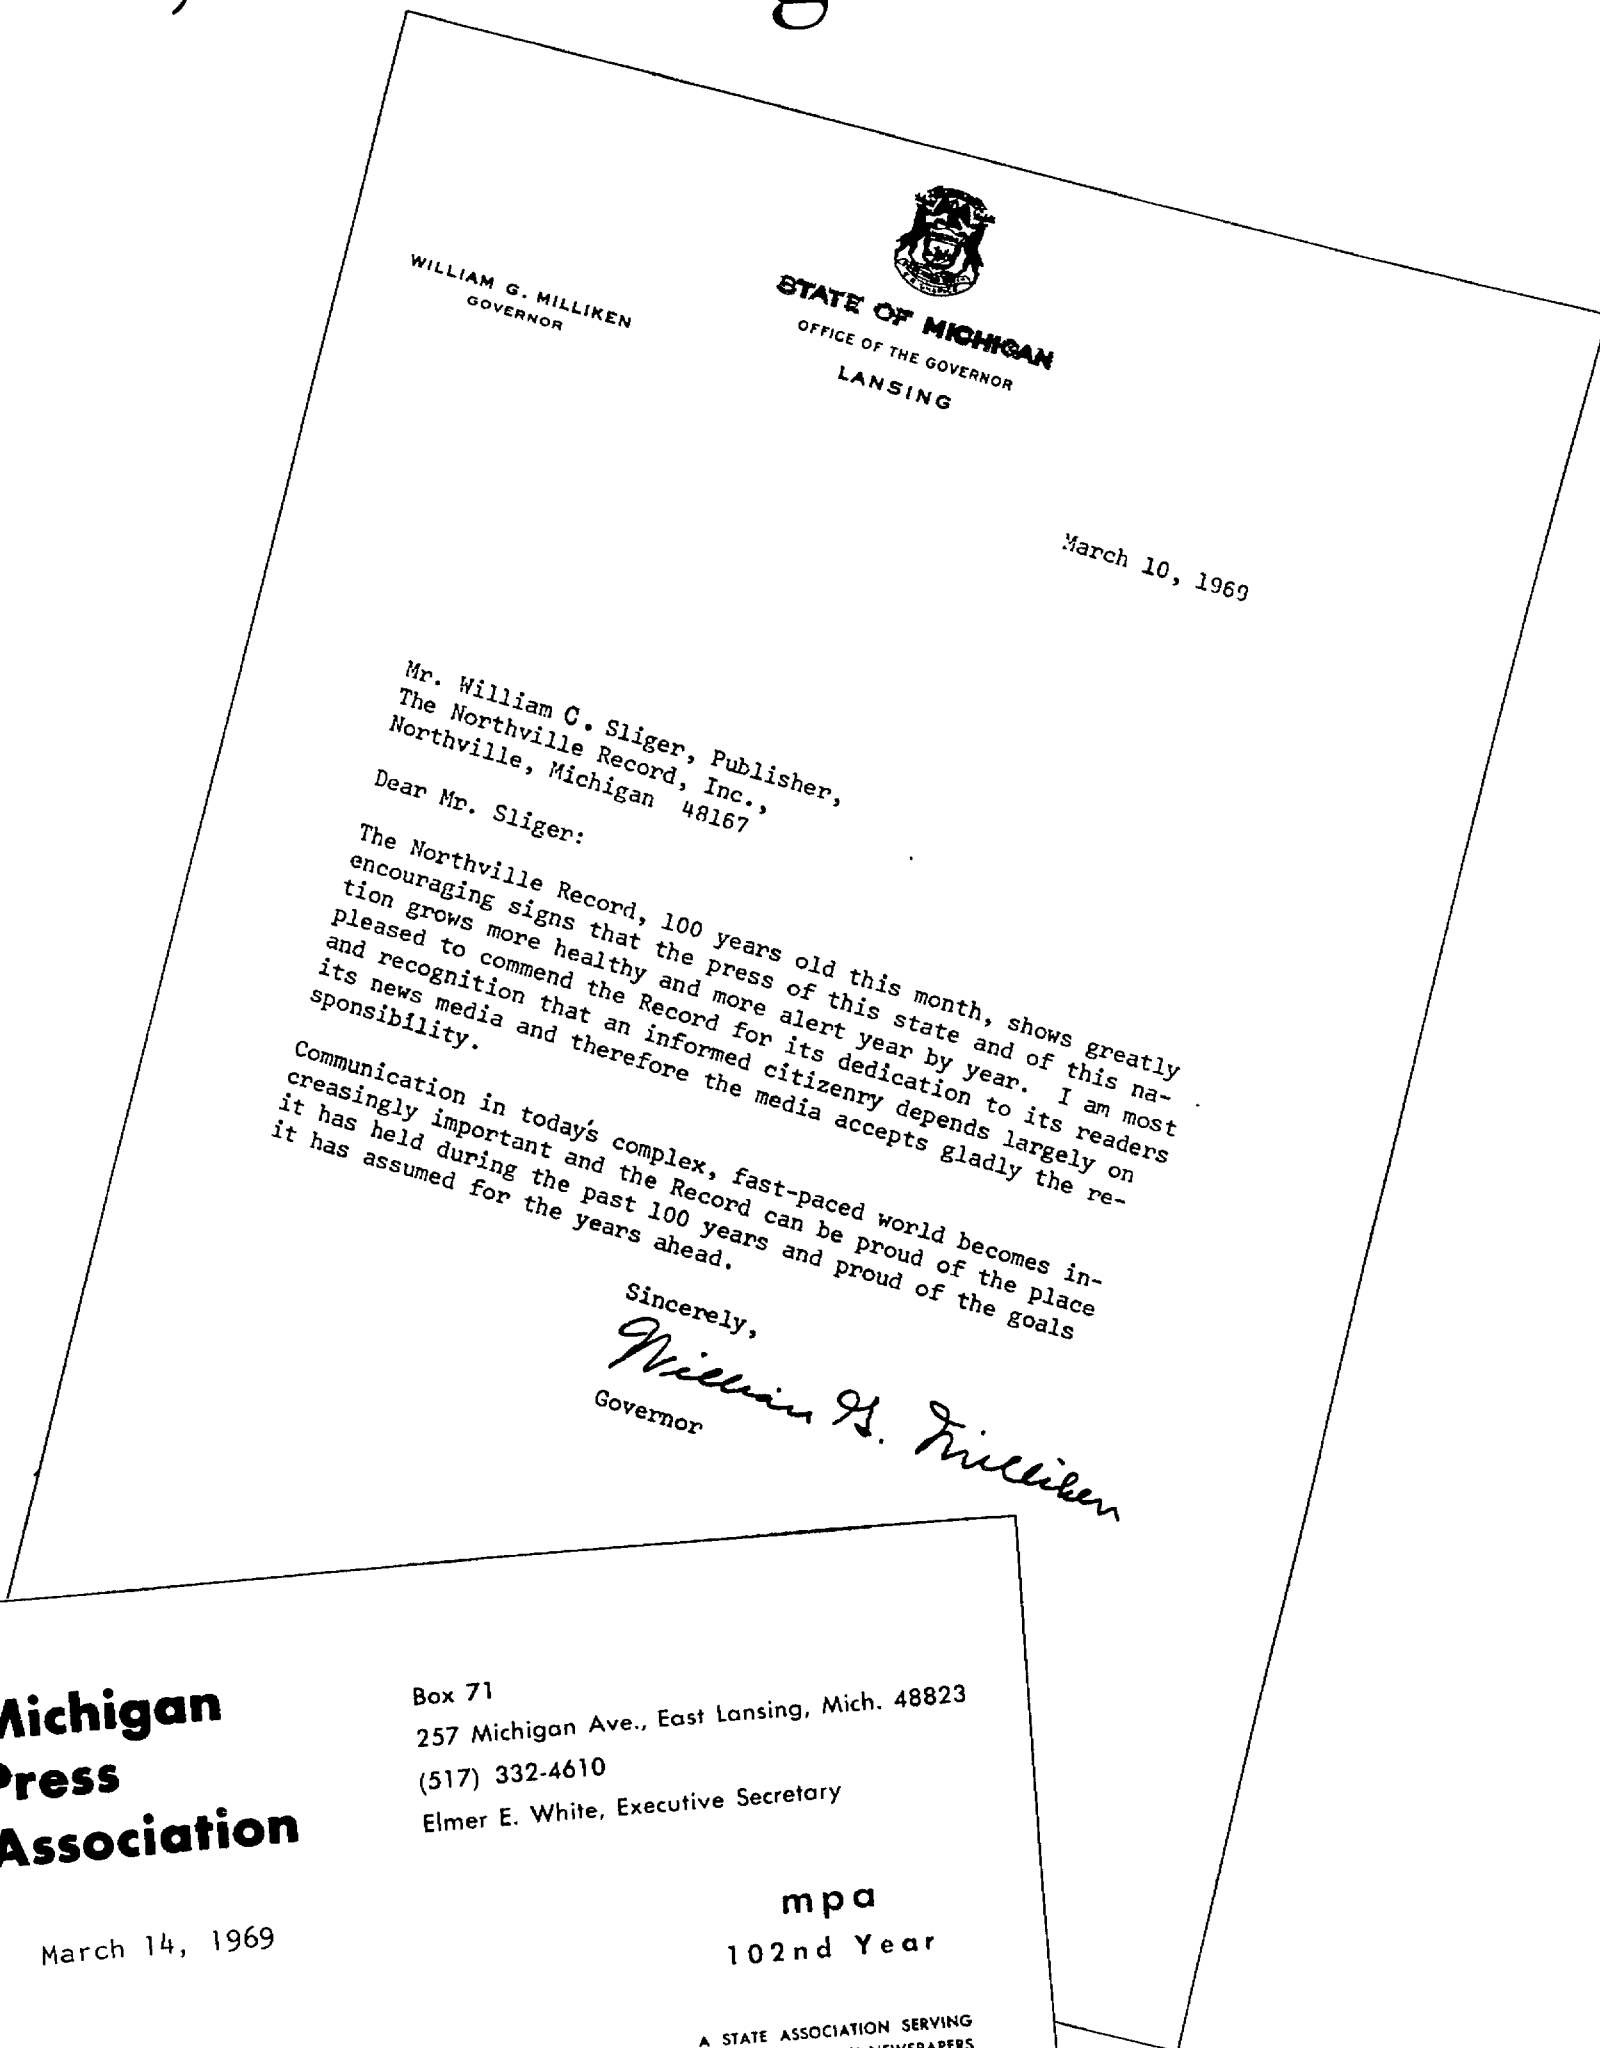 WILLIAM G. MILLIKEN
GOVERNOR
STATE OF MICHIGAN
OFFICE OF THE GOVERNOR
LANSING
March 10, 1969
Mr. William C. Sliger, Publisher,
The Northville Record, Inc.,
Northville, Michigan 48167
Dear Mr. Sliger:
The Northville Record, 100 years old this month, shows greatly
encouraging signs that the press of this state and of this na-
tion grows more healthy and more alert year by year. I am most
pleased to commend the Record for its dedication to its readers
and recognition that an informed citizenry depends largely on
its news media and therefore the media accepts gladly the re-
sponsibility.
Communication in today's complex, fast-paced world becomes in-
creasingly important and the Record can be proud of the place
it has held during the past 100 years and proud of the goals
it has assumed for the years ahead.
Sincerely,
William G. Milliken
Governor
Michigan
Press
Association
Box 71
257 Michigan Ave., East Lansing, Mich. 48823
(517) 332-4610
Elmer E. White, Executive Secretary
mpa
102nd Year
March 14, 1969
A STATE ASSOCIATION SERVING
NEWSPAPERS